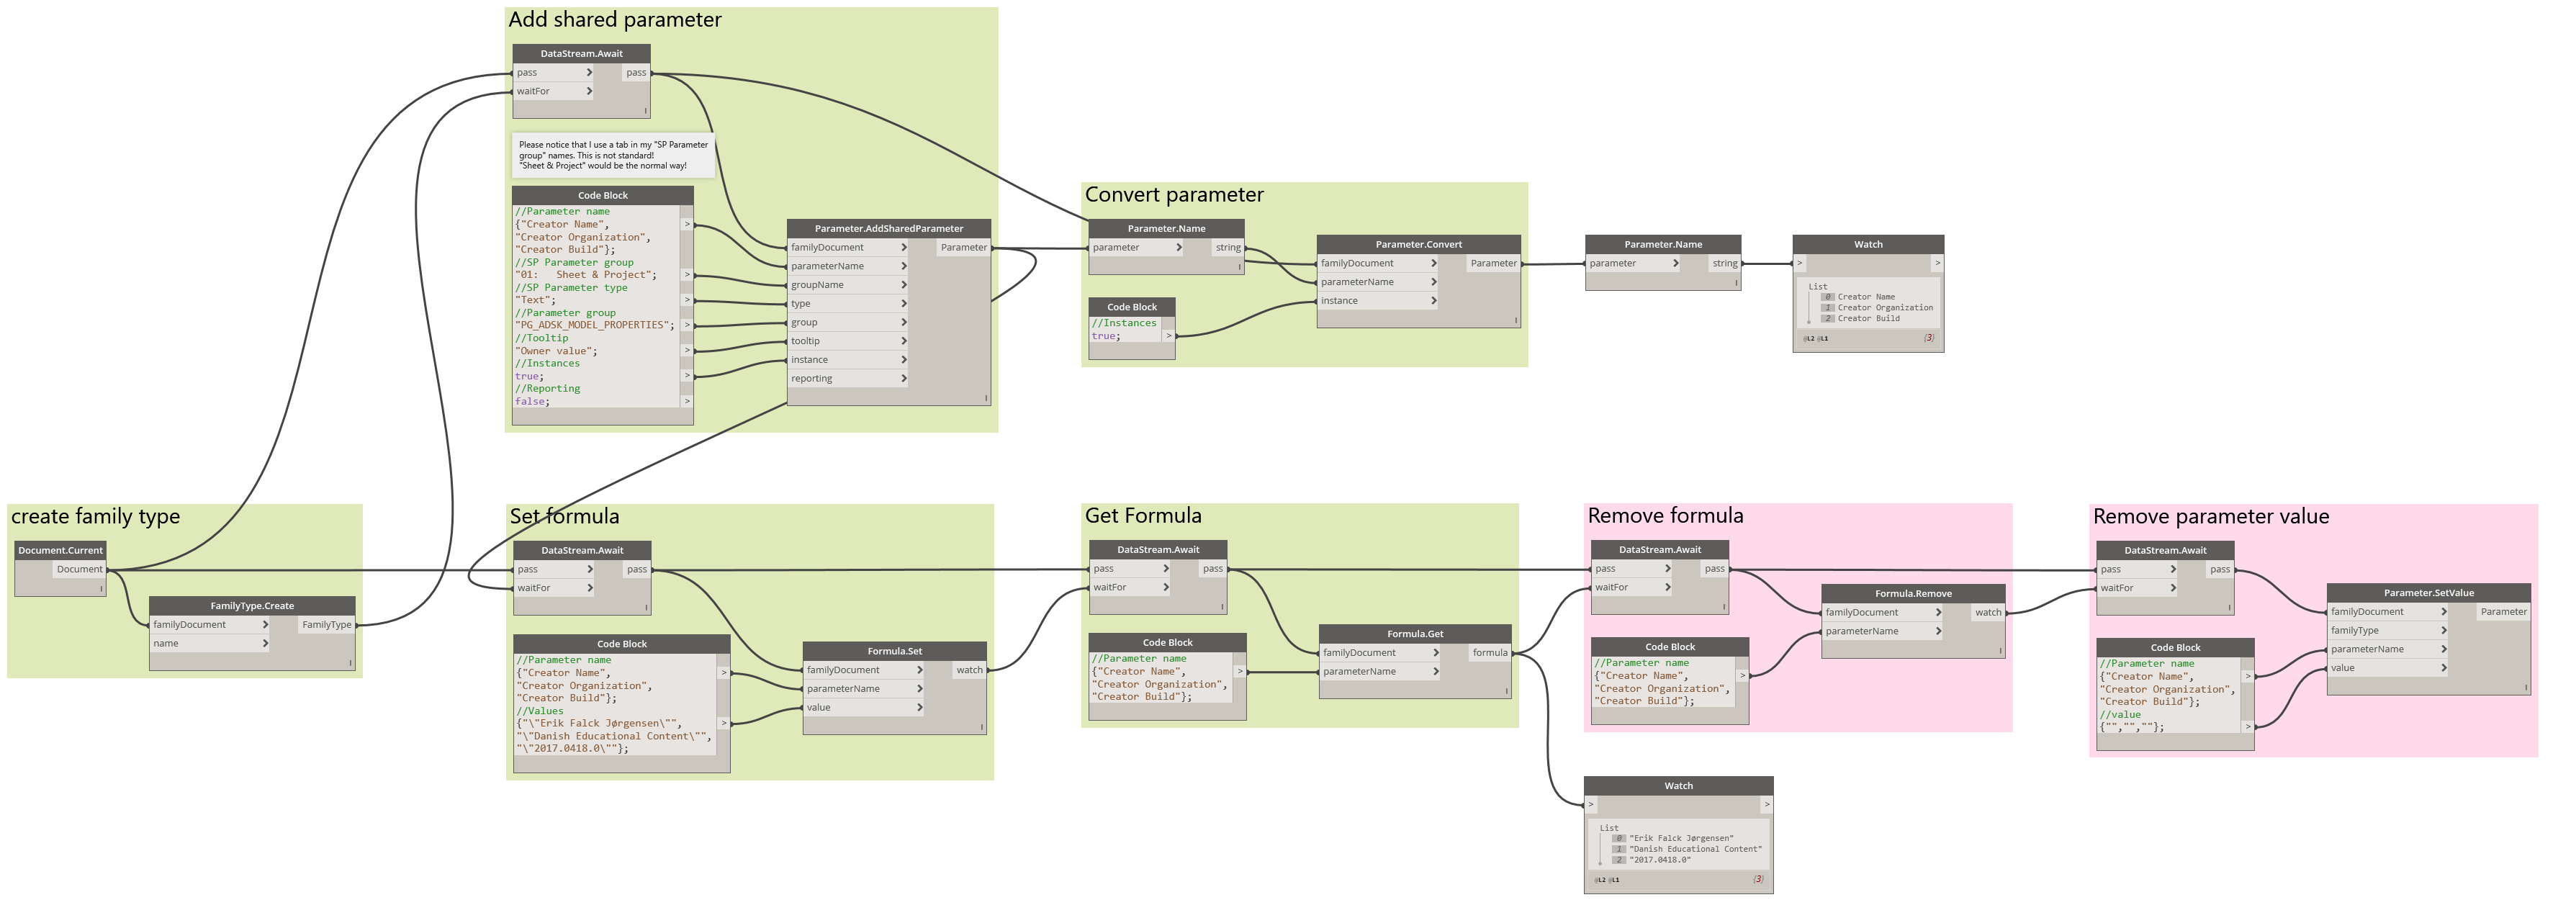 Add shared parameter
DataStream.Await
pass > pass
waitFor >
Please notice that I use a tab in my "SP Parameter
group" names. This is not standard!
"Sheet & Project" would be the normal way!
Code Block
//Parameter name
{"Creator Name", >
"Creator Organization",
"Creator Build"};
//SP Parameter group
"01:   Sheet & Project"; >
//SP Parameter type
"Text"; >
//Parameter group
"PG_ADSK_MODEL_PROPERTIES"; >
//Tooltip
"Owner value"; >
//Instances
true; >
//Reporting
false; >
Parameter.AddSharedParameter
familyDocument > Parameter
parameterName >
groupName >
type >
group >
tooltip >
instance >
reporting >
Convert parameter
Parameter.Name
parameter > string
Code Block
//Instances
true; >
Parameter.Convert
familyDocument > Parameter
parameterName >
instance >
Parameter.Name
parameter > string
Watch
> >
List
0 Creator Name
1 Creator Organization
2 Creator Build
@L2 @L1 {3}
create family type
Document.Current
Document
FamilyType.Create
familyDocument > FamilyType
name >
Set formula
DataStream.Await
pass > pass
waitFor >
Code Block
//Parameter name
{"Creator Name", >
"Creator Organization",
"Creator Build"};
//Values
{"\"Erik Falck Jørgensen\"", >
"\"Danish Educational Content\"",
"\"2017.0418.0\""};
Formula.Set
familyDocument > watch
parameterName >
value >
Get Formula
DataStream.Await
pass > pass
waitFor >
Code Block
//Parameter name
{"Creator Name", >
"Creator Organization",
"Creator Build"};
Formula.Get
familyDocument > formula
parameterName >
Remove formula
DataStream.Await
pass > pass
waitFor >
Code Block
//Parameter name
{"Creator Name", >
"Creator Organization",
"Creator Build"};
Formula.Remove
familyDocument > watch
parameterName >
Watch
> >
List
0 "Erik Falck Jørgensen"
1 "Danish Educational Content"
2 "2017.0418.0"
@L2 @L1 {3}
Remove parameter value
DataStream.Await
pass > pass
waitFor >
Code Block
//Parameter name
{"Creator Name", >
"Creator Organization",
"Creator Build"};
//value
{"","",""}; >
Parameter.SetValue
familyDocument > Parameter
familyType >
parameterName >
value >